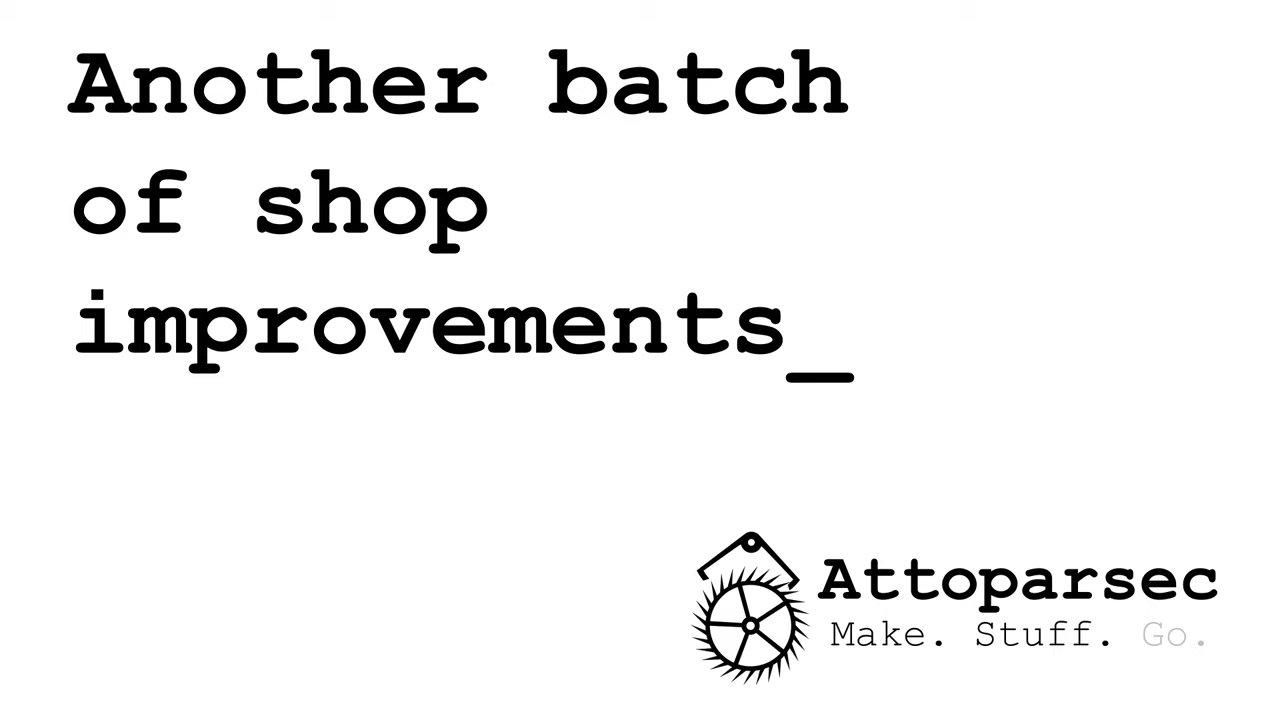 Another batch
of shop
improvements_
Attoparsec
Make. Stuff. Go.